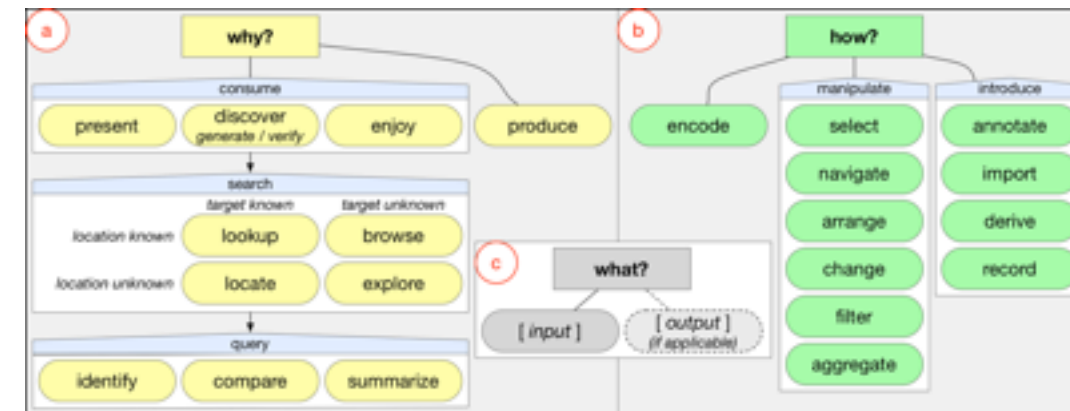 a
why?
consume
present
discover
generate / verify
enjoy
produce
search
target known
target unknown
location known
lookup
browse
location unknown
locate
explore
query
identify
compare
summarize
b
how?
encode
manipulate
select
navigate
arrange
change
filter
aggregate
introduce
annotate
import
derive
record
c
what?
[ input ]
[ output ]
(if applicable)